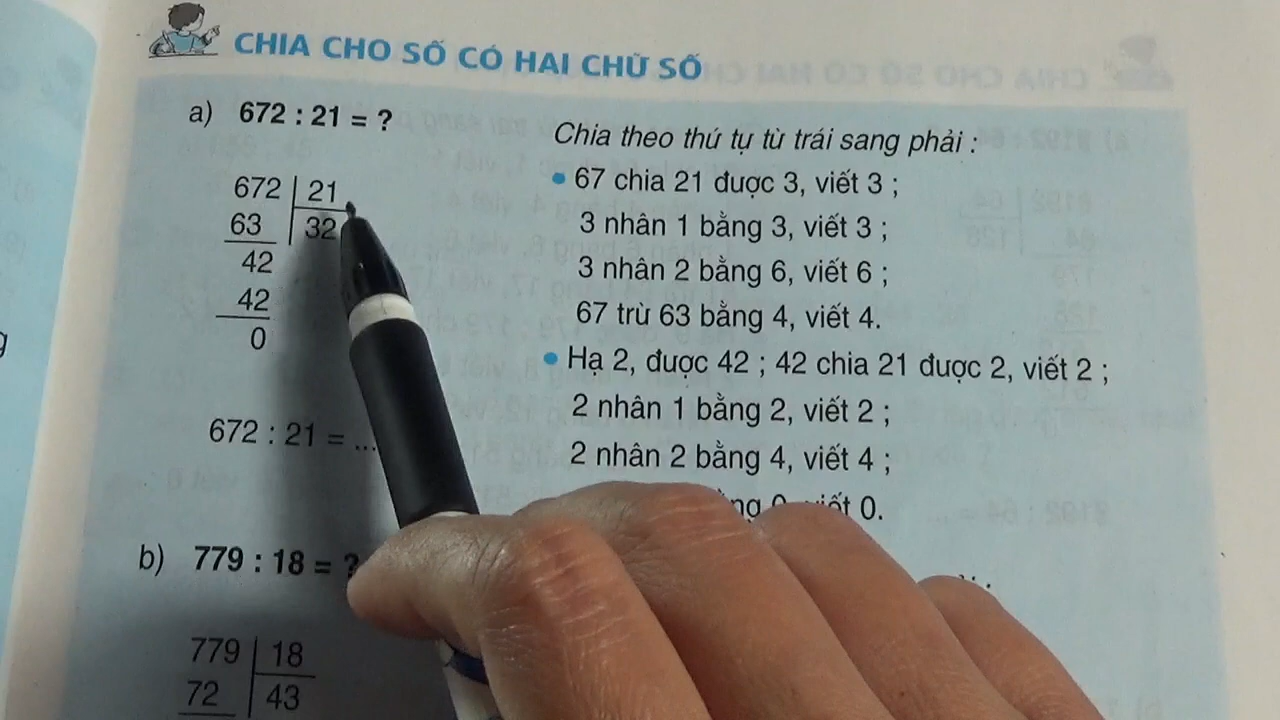 CHIA CHO SỐ CÓ HAI CHỮ SỐ
a) 672 : 21 = ?
672 21
63 32
42
42
0
672 : 21 = ...
Chia theo thứ tự từ trái sang phải :
• 67 chia 21 được 3, viết 3 ;
3 nhân 1 bằng 3, viết 3 ;
3 nhân 2 bằng 6, viết 6 ;
67 trừ 63 bằng 4, viết 4.
• Hạ 2, được 42 ; 42 chia 21 được 2, viết 2 ;
2 nhân 1 bằng 2, viết 2 ;
2 nhân 2 bằng 4, viết 4 ;
0, viết 0.
b) 779 : 18 = ?
779 18
72 43